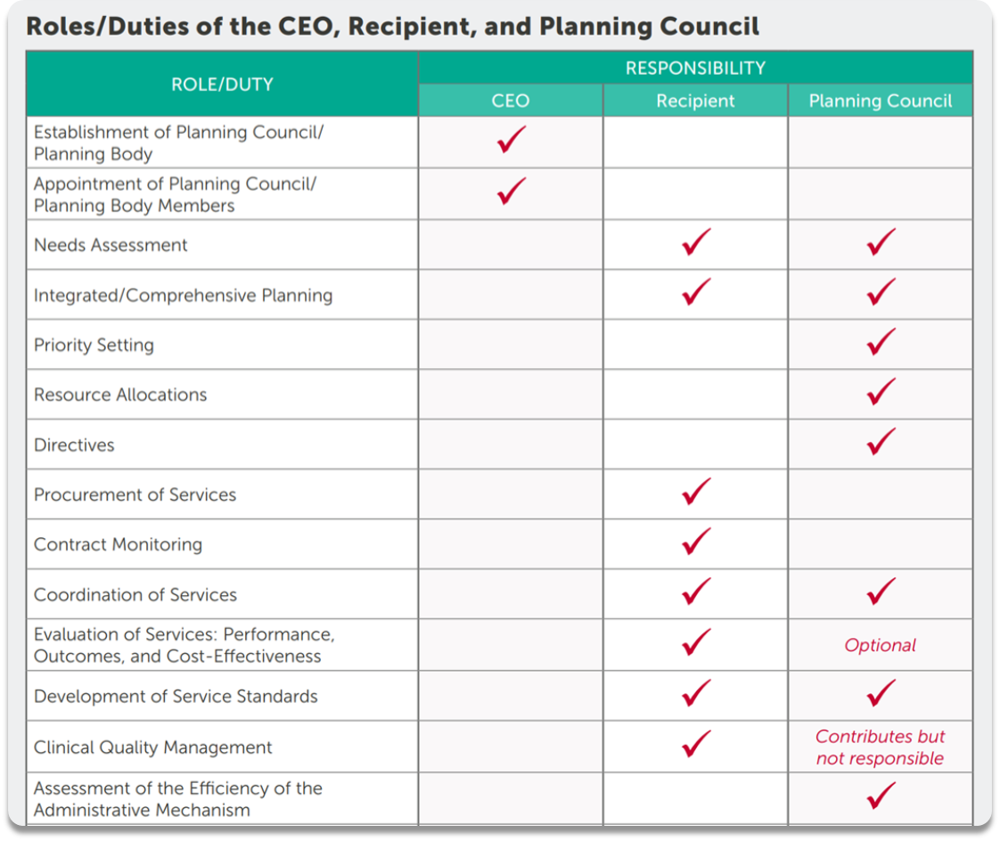 Roles/Duties of the CEO, Recipient, and Planning Council
ROLE/DUTY
RESPONSIBILITY
CEO
Recipient
Planning Council
Establishment of Planning Council/
Planning Body
Appointment of Planning Council/
Planning Body Members
Needs Assessment
Integrated/Comprehensive Planning
Priority Setting
Resource Allocations
Directives
Procurement of Services
Contract Monitoring
Coordination of Services
Evaluation of Services: Performance,
Outcomes, and Cost-Effectiveness
Optional
Development of Service Standards
Clinical Quality Management
Contributes but
not responsible
Assessment of the Efficiency of the
Administrative Mechanism